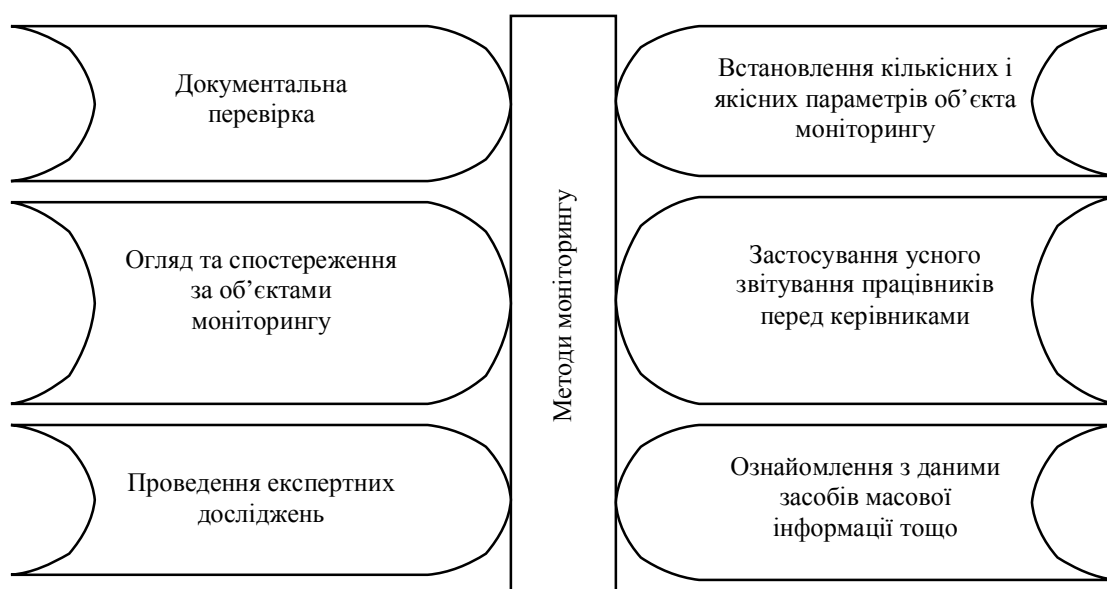 Документальна
перевірка
Огляд та спостереження
за об’єктами
моніторингу
Проведення експертних
досліджень
Методи моніторингу
Встановлення кількісних і
якісних параметрів об’єкта
моніторингу
Застосування усного
звітування працівників
перед керівниками
Ознайомлення з даними
засобів масової
інформації тощо